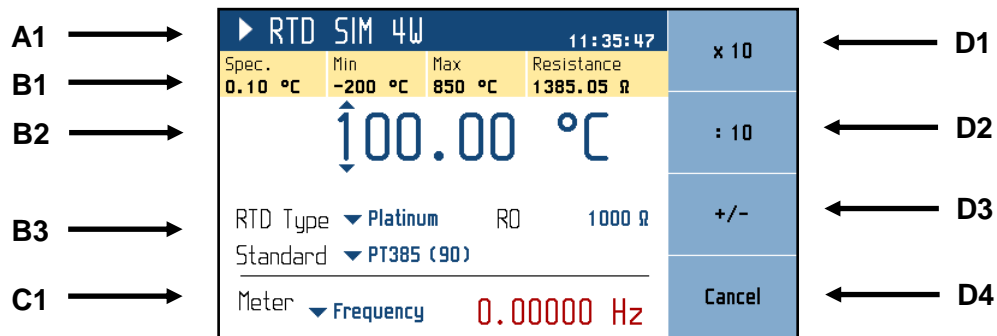 A1
RTD SIM 4W 11:35:47
x 10
D1
B1
Spec. Min Max Resistance
0.10 °C -200 °C 850 °C 1385.05 Ω
B2
100.00 °C
: 10
D2
B3
RTD Type Platinum R0 1000 Ω
Standard PT385 (90)
+/-
D3
C1
Meter Frequency 0.00000 Hz
Cancel
D4